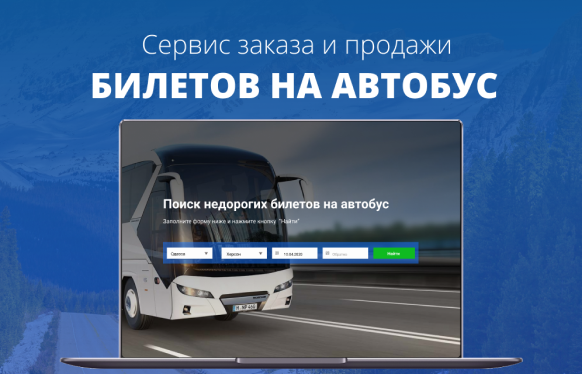 Сервис заказа и продажи
БИЛЕТОВ НА АВТОБУС
Поиск недорогих билетов на автобус
Заполните форму ниже и нажмите кнопку "Найти"
Одесса
Херсон
Обратно
Найти